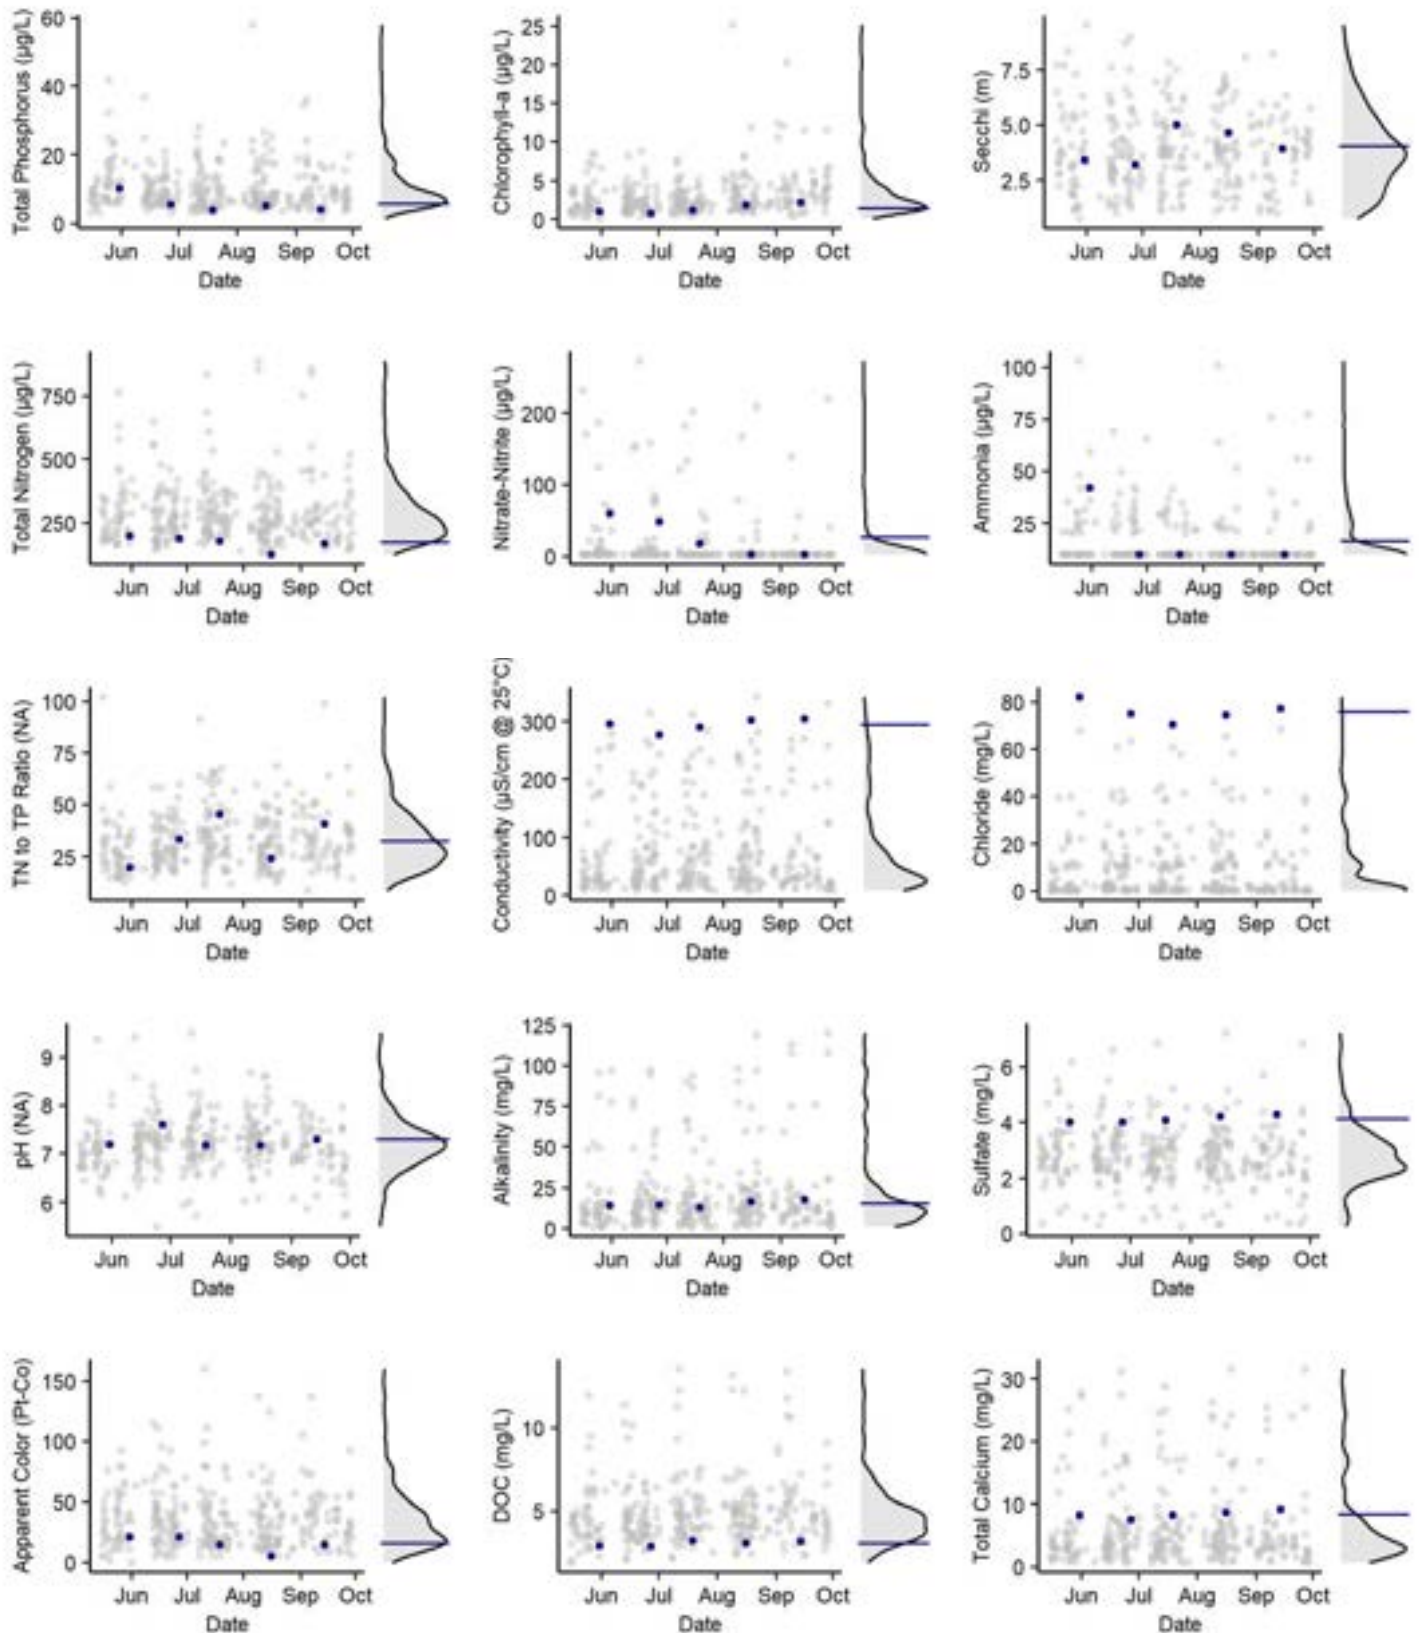 Total Phosphorus (µg/L)
60
40
20
0
Jun Jul Aug Sep Oct
Date
Chlorophyll-a (µg/L)
25
20
15
10
5
0
Jun Jul Aug Sep Oct
Date
Secchi (m)
7.5
5.0
2.5
Jun Jul Aug Sep Oct
Date
Total Nitrogen (µg/L)
750
500
250
Jun Jul Aug Sep Oct
Date
Nitrate-Nitrite (µg/L)
200
100
0
Jun Jul Aug Sep Oct
Date
Ammonia (µg/L)
100
75
50
25
Jun Jul Aug Sep Oct
Date
TN to TP Ratio (NA)
100
75
50
25
Jun Jul Aug Sep Oct
Date
Conductivity (µS/cm @ 25°C)
300
200
100
0
Jun Jul Aug Sep Oct
Date
Chloride (mg/L)
80
60
40
20
0
Jun Jul Aug Sep Oct
Date
pH (NA)
9
8
7
6
Jun Jul Aug Sep Oct
Date
Alkalinity (mg/L)
125
100
75
50
25
0
Jun Jul Aug Sep Oct
Date
Sulfate (mg/L)
6
4
2
0
Jun Jul Aug Sep Oct
Date
Apparent Color (Pt-Co)
150
100
50
0
Jun Jul Aug Sep Oct
Date
DOC (mg/L)
10
5
Jun Jul Aug Sep Oct
Date
Total Calcium (mg/L)
30
20
10
0
Jun Jul Aug Sep Oct
Date